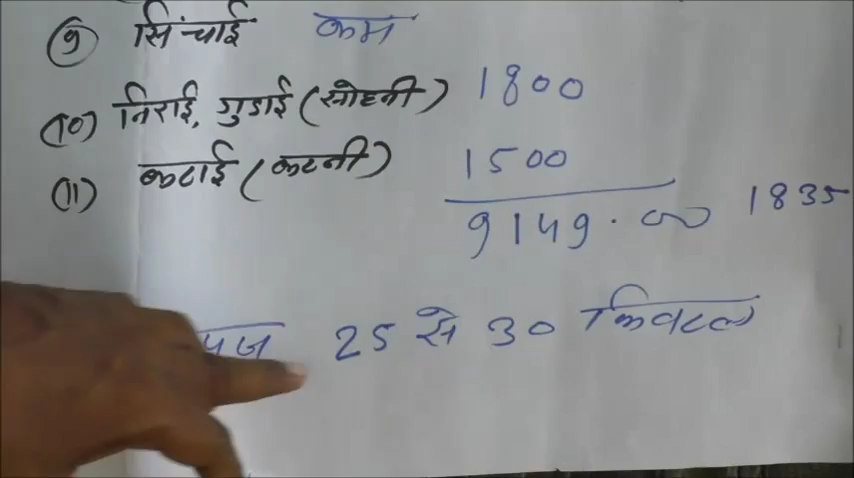 (9) सिंचाई कम
(10) निराई, गुडाई (सोहनी) 1800
(11) कटाई (कटनी) 1500
9149.00 1835
पज 25 से 30 क्विटल